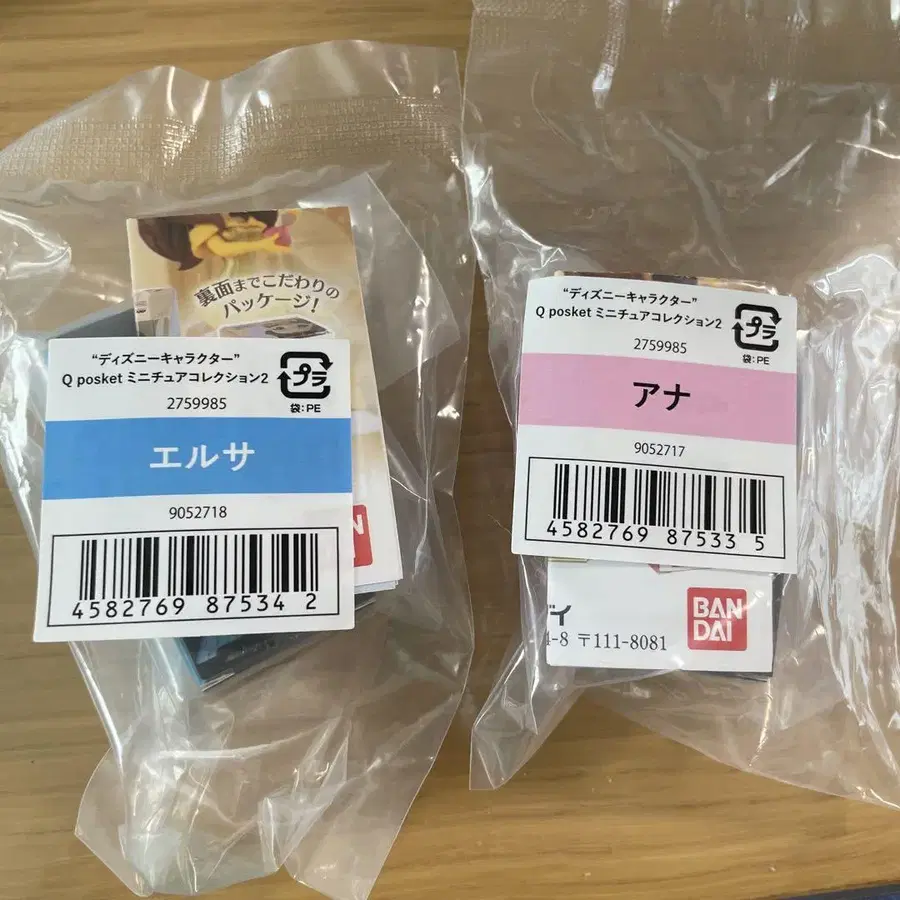 裏面までこだわりの
パッケージ!
“ディズニーキャラクター”
Q posket ミニチュアコレクション2
プラ
袋:PE
2759985
エルサ
9052718
4582769 87534 2
“ディズニーキャラクター”
Q posket ミニチュアコレクション2
プラ
袋:PE
2759985
アナ
9052717
4582769 87533 5
4-8 〒111-8081
BAN
DAI